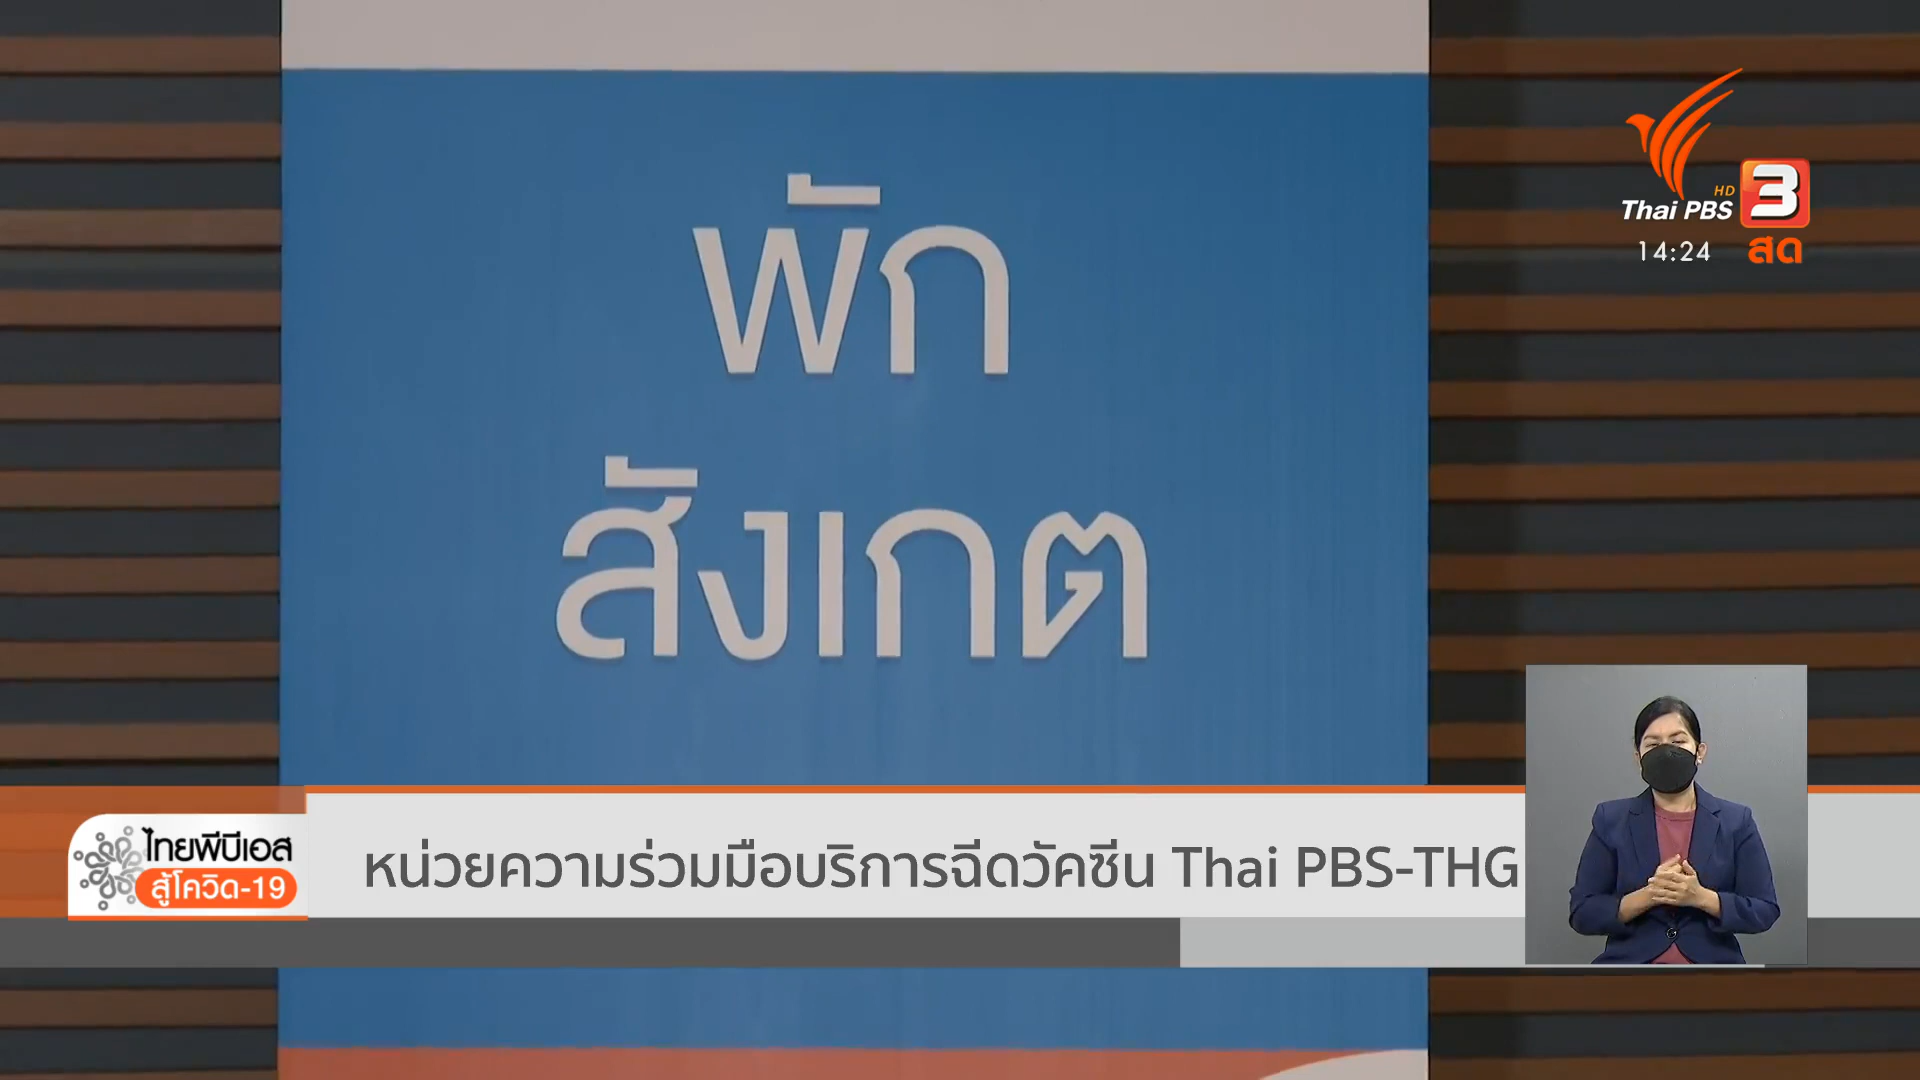 พัก
สังเกต
HD
Thai PBS 3
14:24 สด
ไทยพีบีเอส
สู้โควิด-19
หน่วยความร่วมมือบริการฉีดวัคซีน Thai PBS-THG